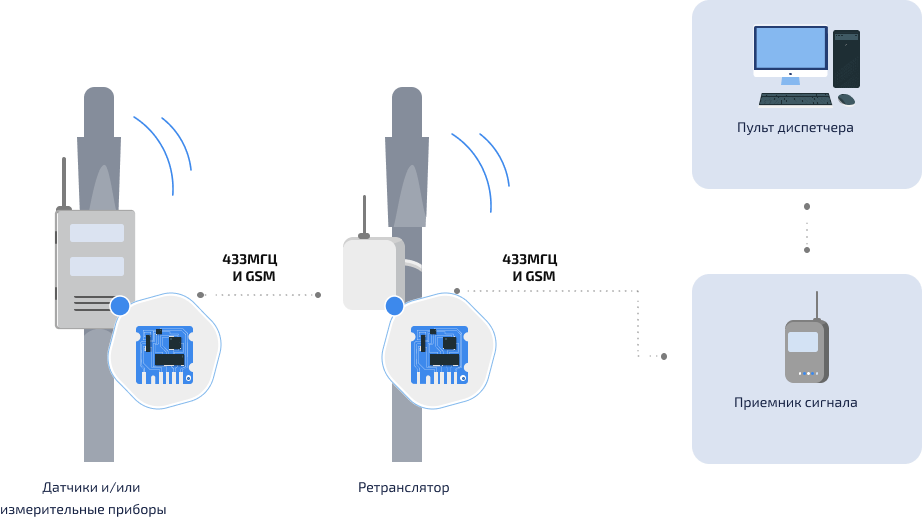 Пульт диспетчера
433МГЦ
И GSM
433МГЦ
И GSM
Приемник сигнала
Датчики и/или
измерительные приборы
Ретранслятор